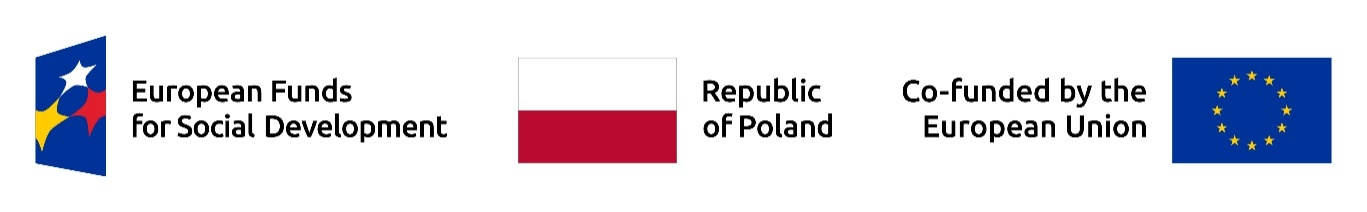 European Funds
for Social Development
Republic
of Poland
Co-funded by the
European Union